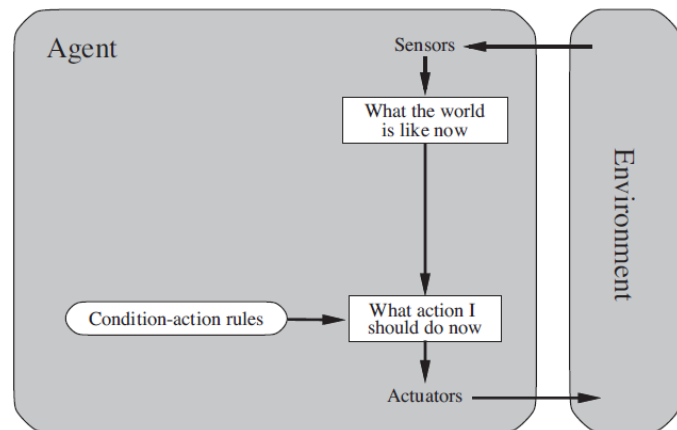 Agent
Sensors
What the world
is like now
Environment
Condition-action rules
What action I
should do now
Actuators